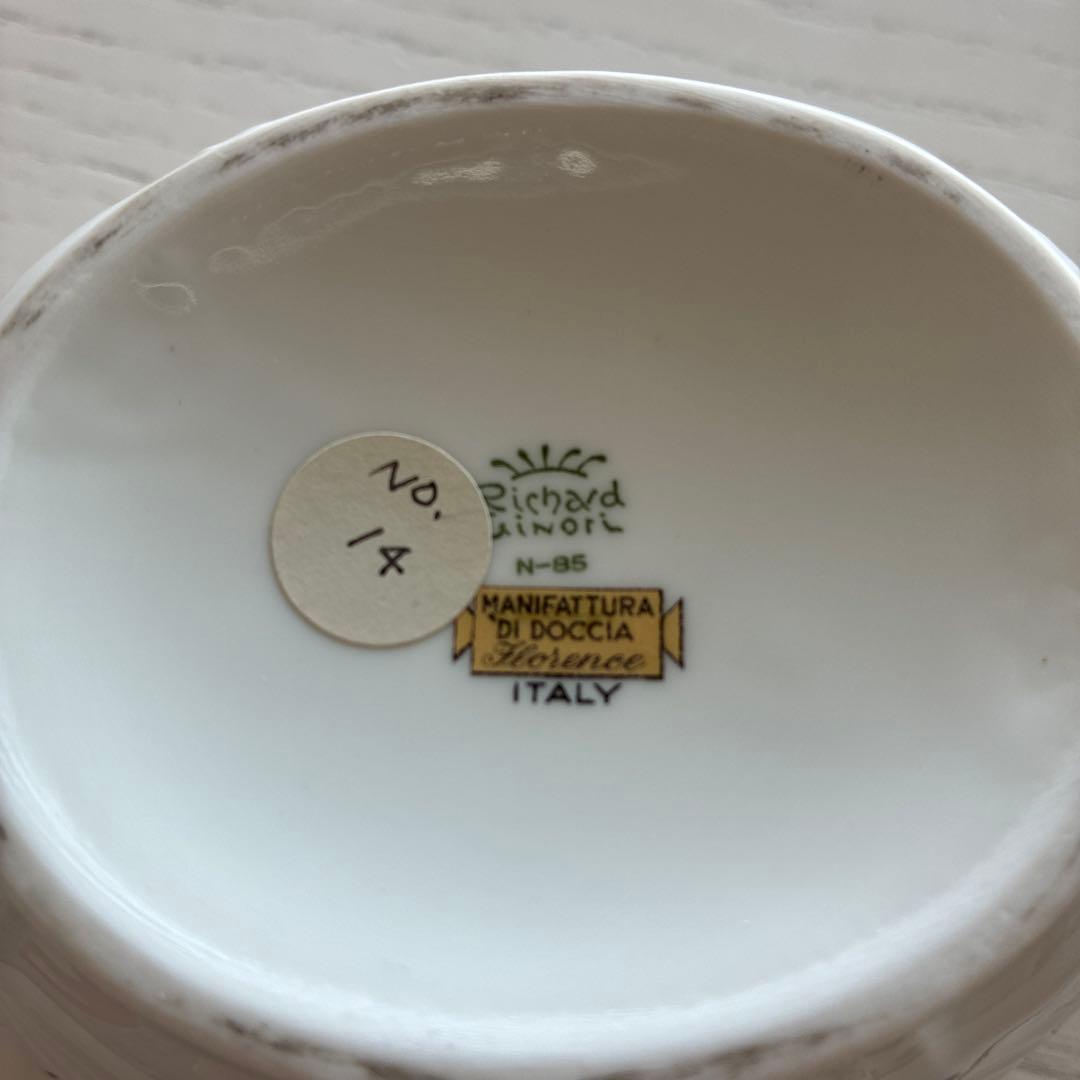 NO.
14
Richard
GINORI
N-85
MANIFATTURA
DI DOCCIA
Florence
ITALY